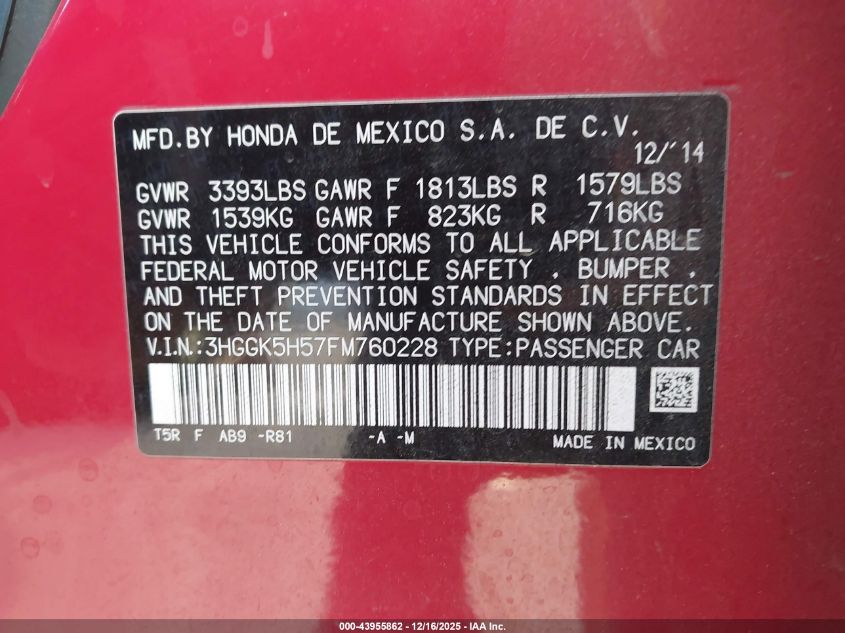 MFD.BY HONDA DE MEXICO S.A. DE C.V.
12/'14
GVWR 3393LBS GAWR F 1813LBS R 1579LBS
GVWR 1539KG GAWR F 823KG R 716KG
THIS VEHICLE CONFORMS TO ALL APPLICABLE
FEDERAL MOTOR VEHICLE SAFETY , BUMPER ,
AND THEFT PREVENTION STANDARDS IN EFFECT
ON THE DATE OF MANUFACTURE SHOWN ABOVE.
V.I.N.:3HGGK5H57FM760228 TYPE:PASSENGER CAR
T5R F AB9 -R81 -A -M MADE IN MEXICO
000-43955862 - 12/16/2025 - IAA Inc.